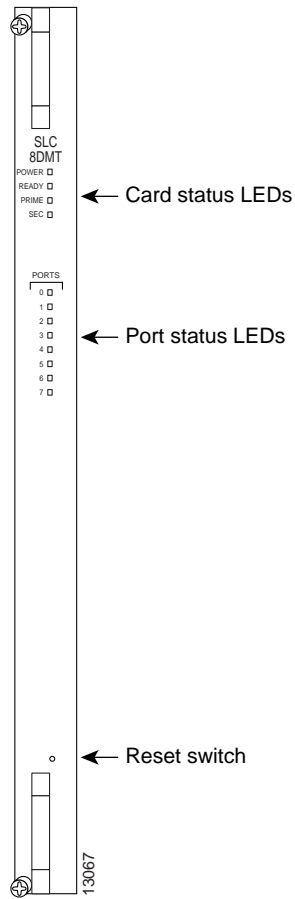 SLC
8DMT
POWER
READY
PRIME
SEC
Card status LEDs
PORTS
0
1
2
3
4
5
6
7
Port status LEDs
Reset switch
13067